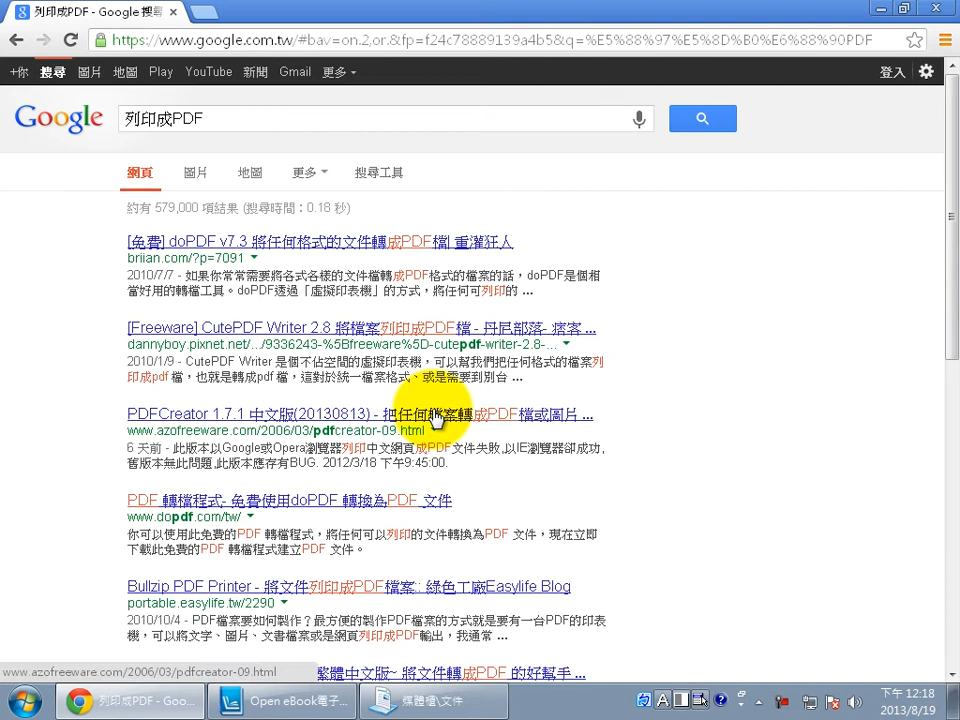 列印成PDF - Google 搜尋
https://www.google.com.tw/#bav=on.2,or.&fp=f24c78889139a4b5&q=%E5%88%97%E5%8D%B0%E6%88%90PDF
+你 搜尋 圖片 地圖 Play YouTube 新聞 Gmail 更多 登入
Google 列印成PDF
網頁 圖片 地圖 更多 搜尋工具
約有 579,000 項結果 (搜尋時間：0.18 秒)
[免費] doPDF v7.3 將任何格式的文件轉成PDF檔| 重灌狂人
briian.com/?p=7091
2010/7/7 - 如果你常常需要將各式各樣的文件檔轉成PDF格式的檔案的話，doPDF是個相
當好用的轉檔工具。doPDF透過「虛擬印表機」的方式，將任何可列印的 ...
[Freeware] CutePDF Writer 2.8 將檔案列印成PDF檔 - 丹尼部落- 痞客 ...
dannyboy.pixnet.net/.../9336243-%5Bfreeware%5D-cutepdf-writer-2.8-...
2010/1/9 - CutePDF Writer 是個不佔空間的虛擬印表機，可以幫我們把任何格式的檔案列
印成pdf 檔，也就是轉成pdf 檔，這對於統一檔案格式、或是需要到別台 ...
PDFCreator 1.7.1 中文版(20130813) - 把任何檔案轉成PDF檔或圖片 ...
www.azofreeware.com/2006/03/pdfcreator-09.html
6 天前 - 此版本以Google或Opera瀏覽器列印中文網頁成PDF文件失敗,以IE瀏覽器卻成功,
舊版本無此問題,此版本應存有BUG. 2012/3/18 下午9:45:00.
PDF 轉檔程式- 免費使用doPDF 轉換為PDF 文件
www.dopdf.com/tw/
你可以使用此免費的PDF 轉檔程式，將任何可以列印的文件轉換為PDF 文件，現在立即
下載此免費的PDF 轉檔程式建立PDF 文件。
Bullzip PDF Printer - 將文件列印成PDF檔案:: 綠色工廠Easylife Blog
portable.easylife.tw/2290
2010/10/4 - PDF檔案要如何製作？最方便的製作PDF檔案的方式就是要有一台PDF的印表
機，可以將文字、圖片、文書檔案或是網頁列印成PDF輸出，我通常 ...
www.azofreeware.com/2006/03/pdfcreator-09.html 繁體中文版~ 將文件轉成PDF 的好幫手 ...
列印成PDF - Goo... Open eBook電子... 媒體櫃\文件 下午 12:18
2013/8/19